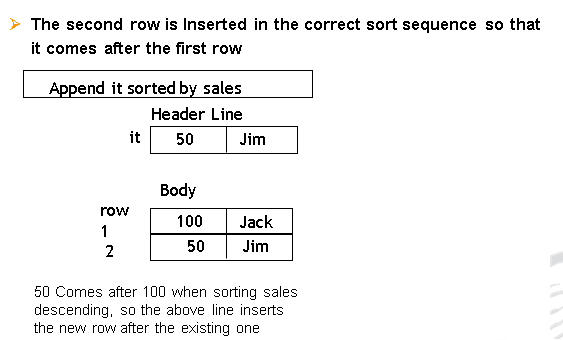 The second row is Inserted in the correct sort sequence so that
it comes after the first row
Append it sorted by sales
Header Line
it 50 Jim
Body
row
1 100 Jack
2 50 Jim
50 Comes after 100 when sorting sales
descending, so the above line inserts
the new row after the existing one